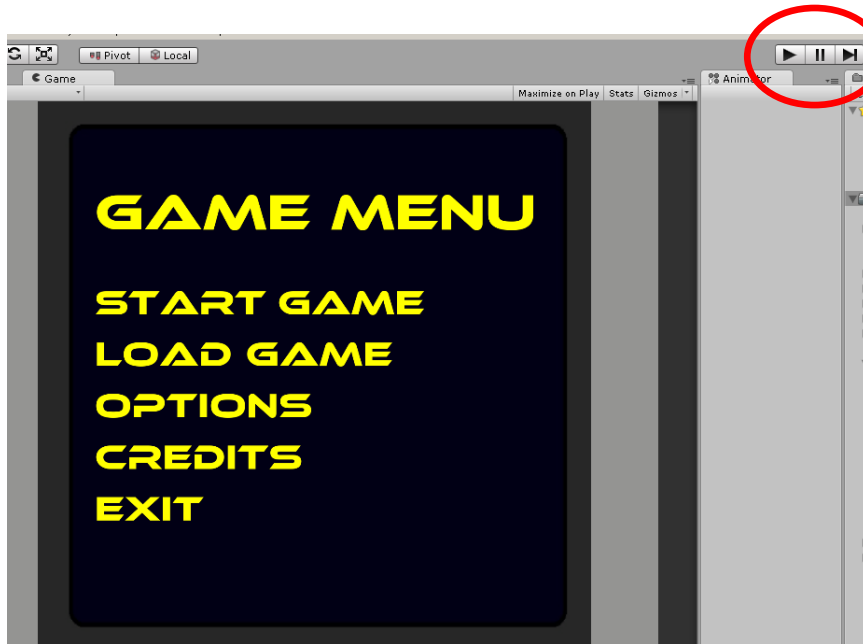 Pivot Local
Game Animator
Maximize on Play Stats Gizmos
GAME MENU
START GAME
LOAD GAME
OPTIONS
CREDITS
EXIT